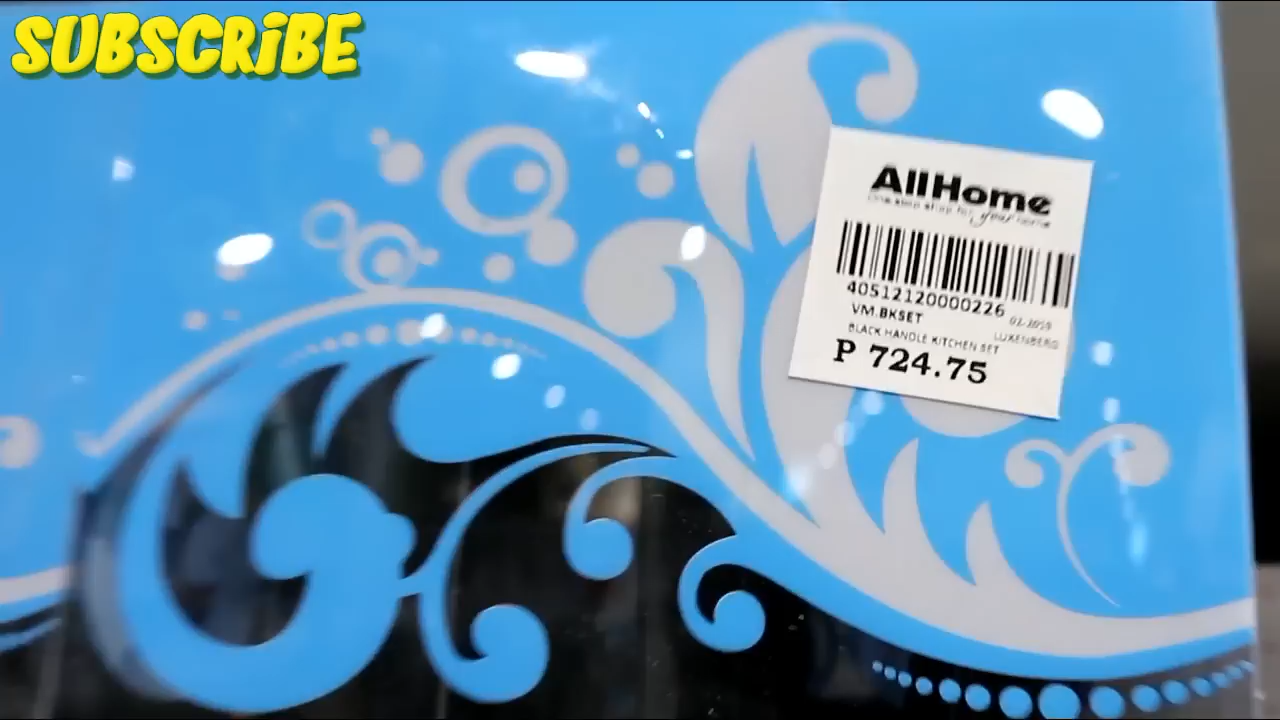 SUBSCRiBE
AllHome
One stop shop for your home
40512120000226
VM.BKSET 02-2019
BLACK HANDLE KITCHEN SET LUXENBERG
P 724.75